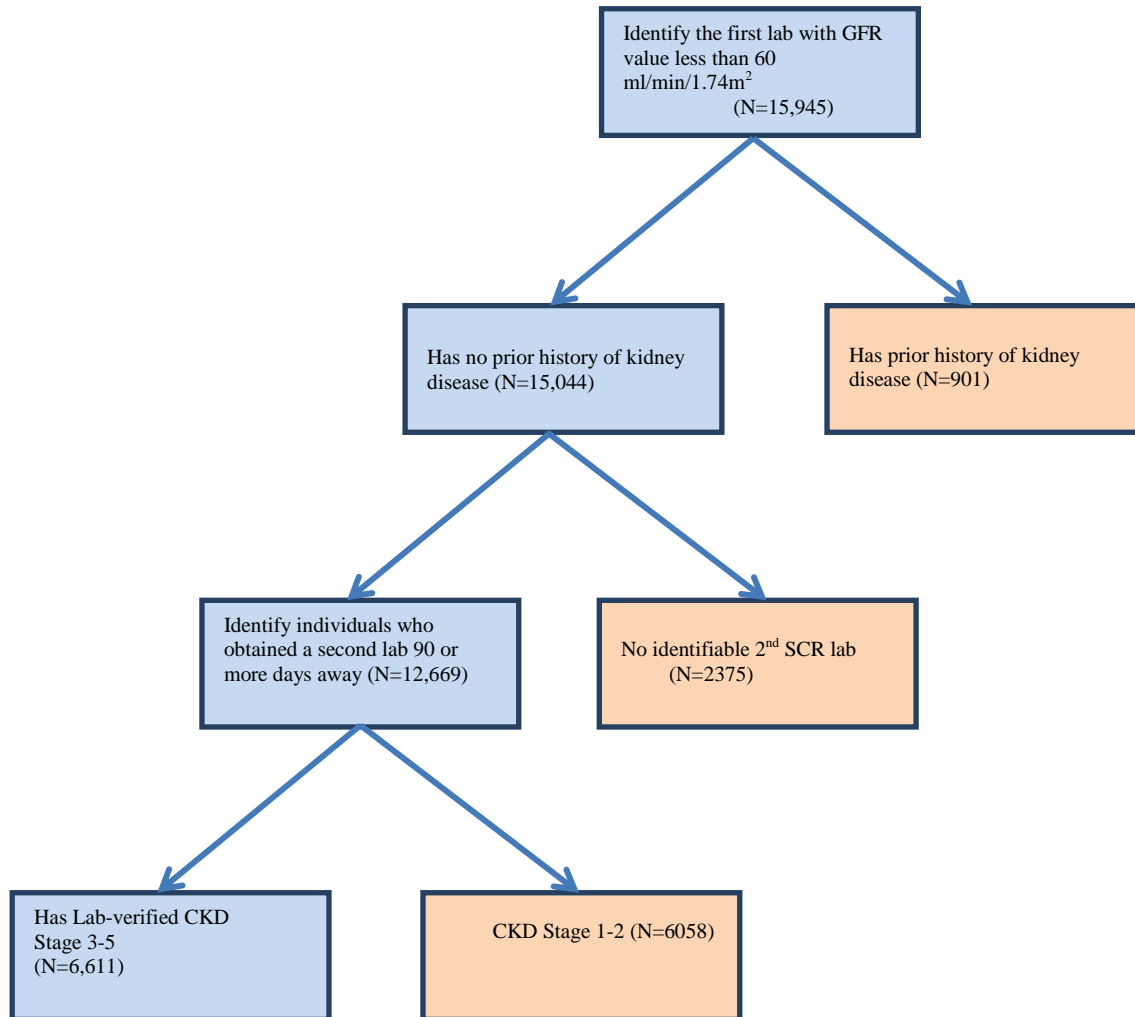 Identify the first lab with GFR
value less than 60
ml/min/1.74m²
(N=15,945)
Has no prior history of kidney
disease (N=15,044)
Has prior history of kidney
disease (N=901)
Identify individuals who
obtained a second lab 90 or
more days away (N=12,669)
No identifiable 2nd SCR lab
(N=2375)
Has Lab-verified CKD
Stage 3-5
(N=6,611)
CKD Stage 1-2 (N=6058)